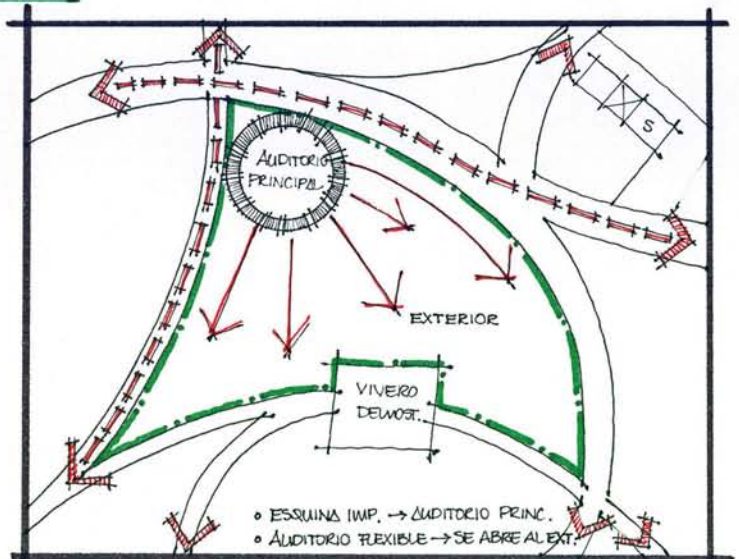 S
AUDITORIO
PRINCIPAL
EXTERIOR
VIVERO
DEMOST.
° ESQUINA IMP. → AUDITORIO PRINC.
° AUDITORIO FLEXIBLE → SE ABRE AL EXT.